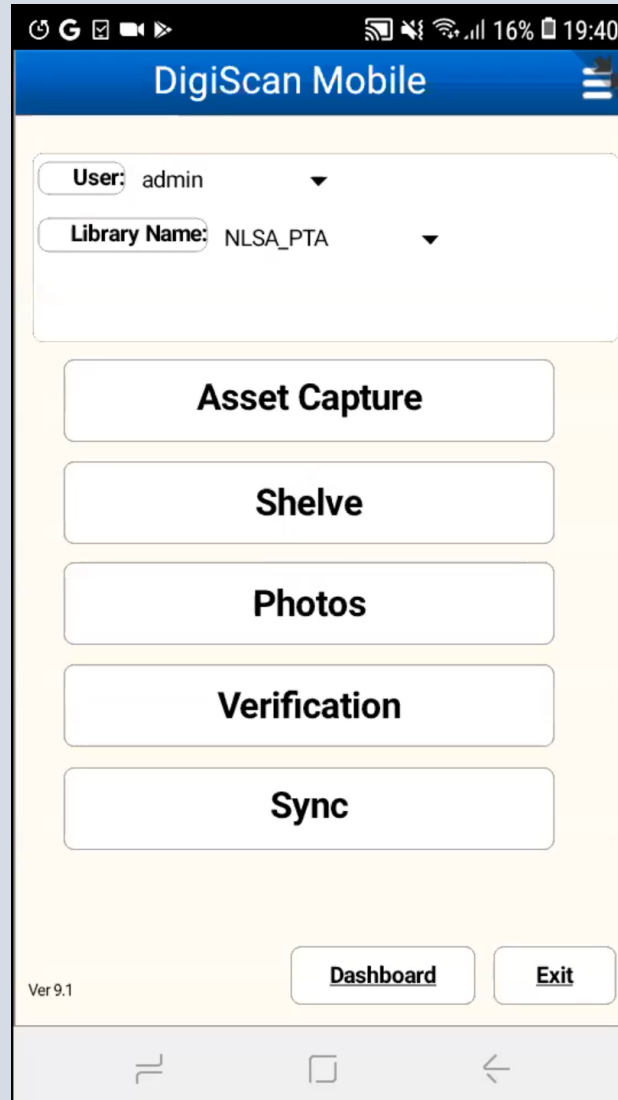 16% 19:40
DigiScan Mobile
User: admin
Library Name: NLSA_PTA
Asset Capture
Shelve
Photos
Verification
Sync
Ver 9.1
Dashboard Exit